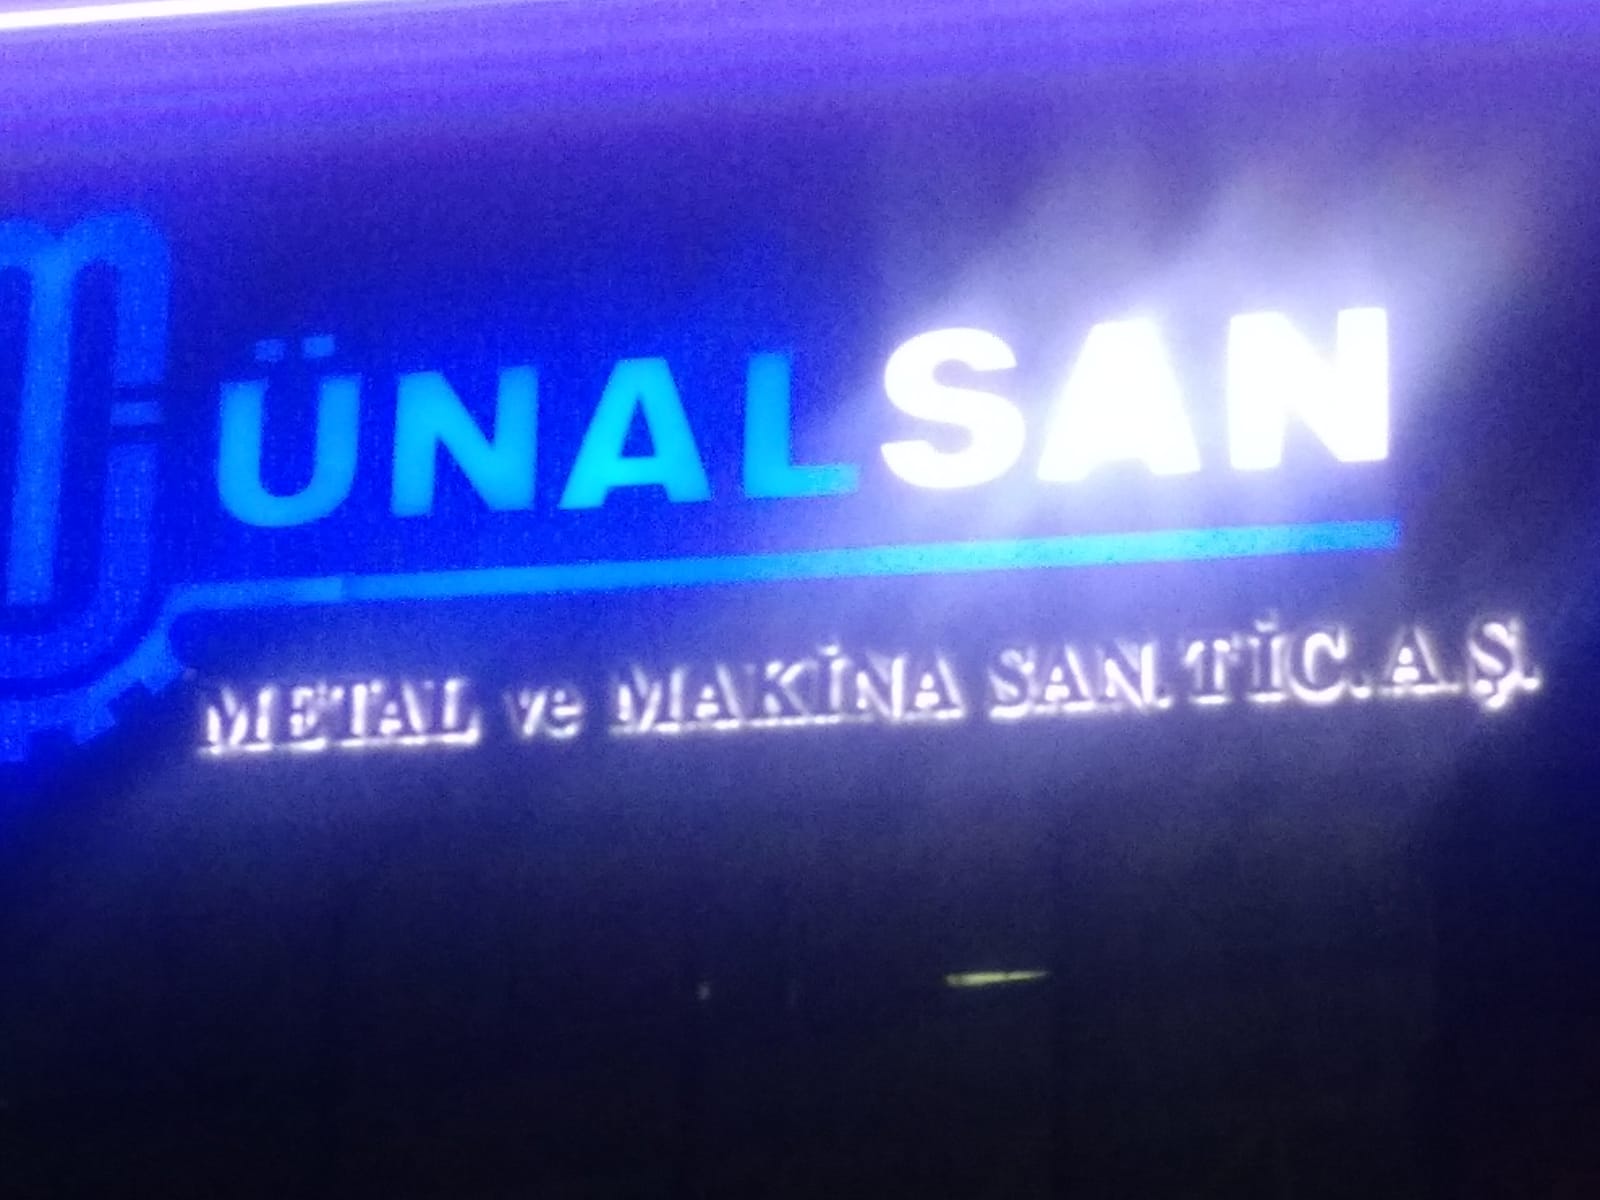 ÜNALSAN
METAL ve MAKİNA SAN. TİC. A.Ş.